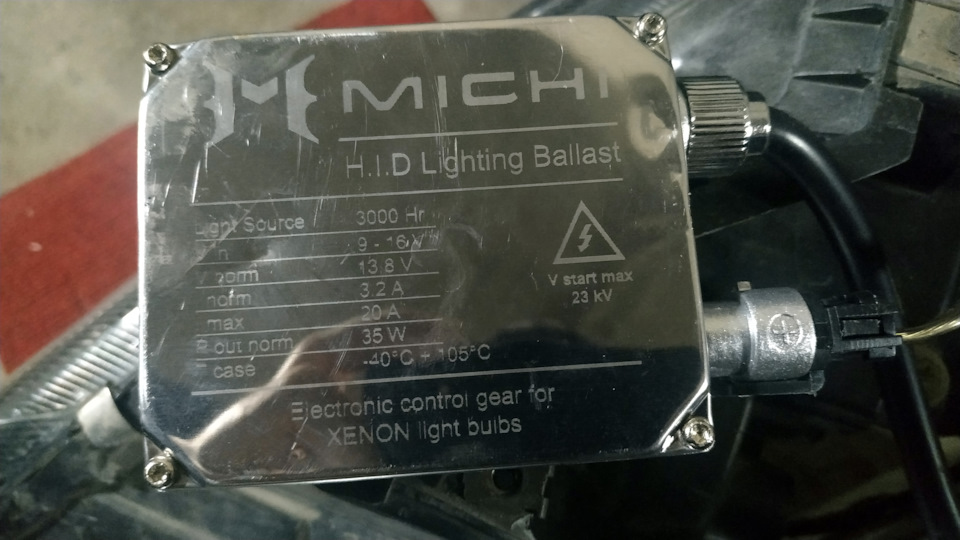 MICHI
H.I.D Lighting Ballast
Light Source 3000 Hr
9 - 16 V
V norm 13.8 V
norm 3.2 A
max 20 A
P out norm 35 W
T case -40°C + 105°C
V start max
23 kV
Electronic control gear for
XENON light bulbs